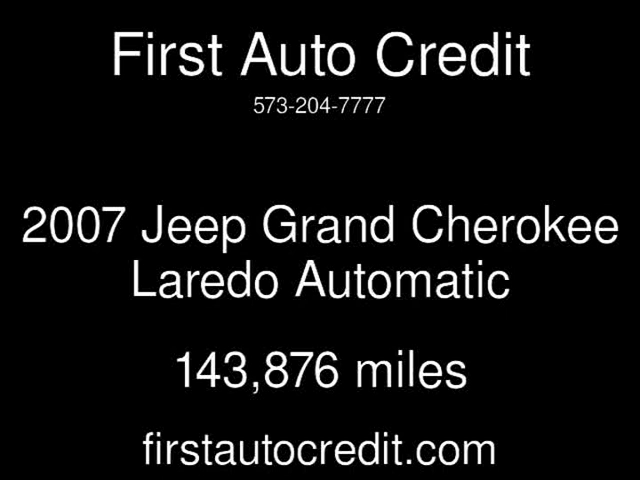 First Auto Credit
573-204-7777
2007 Jeep Grand Cherokee
Laredo Automatic
143,876 miles
firstautocredit.com